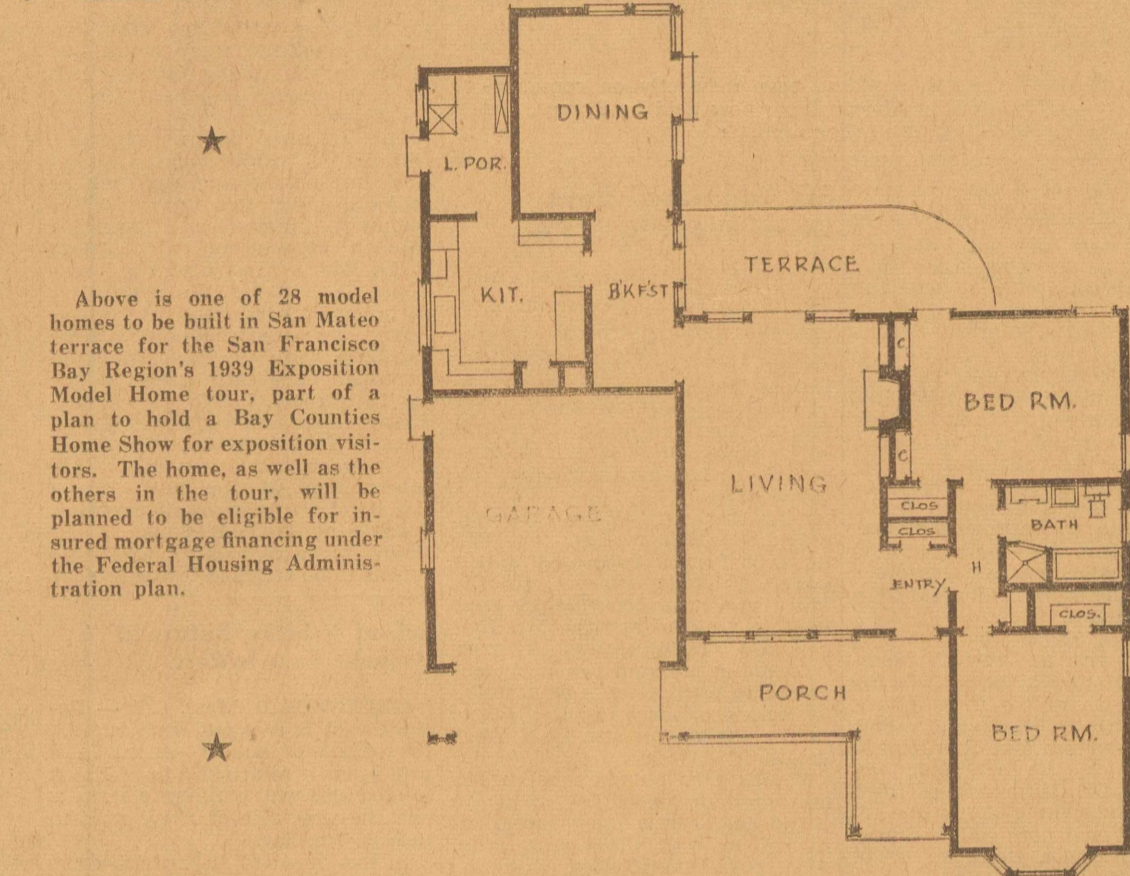 DINING
L. POR.
TERRACE
KIT.
B'KF'ST
Above is one of 28 model
homes to be built in San Mateo
terrace for the San Francisco
Bay Region's 1939 Exposition
Model Home tour, part of a
plan to hold a Bay Counties
Home Show for exposition visi-
tors. The home, as well as the
others in the tour, will be
planned to be eligible for in-
sured mortgage financing under
the Federal Housing Adminis-
tration plan.
C
BED RM.
C
LIVING
GARAGE
CLOS
CLOS
BATH
H
ENTRY
CLOS.
PORCH
BED RM.